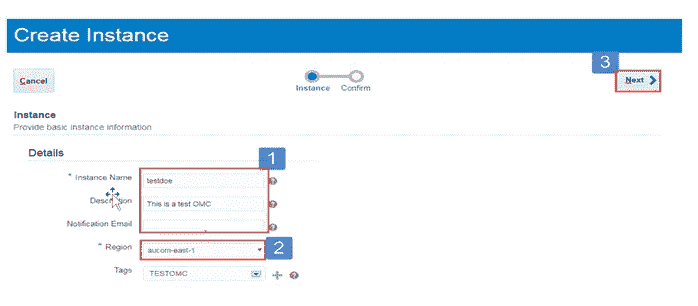 Create Instance
3
Cancel
Next
Instance Confirm
Instance
Provide basic instance information
Details
1
* Instance Name testdoe
Description This is a test OMC
Notification Email
* Region aucom-east-1
2
Tags TESTOMC